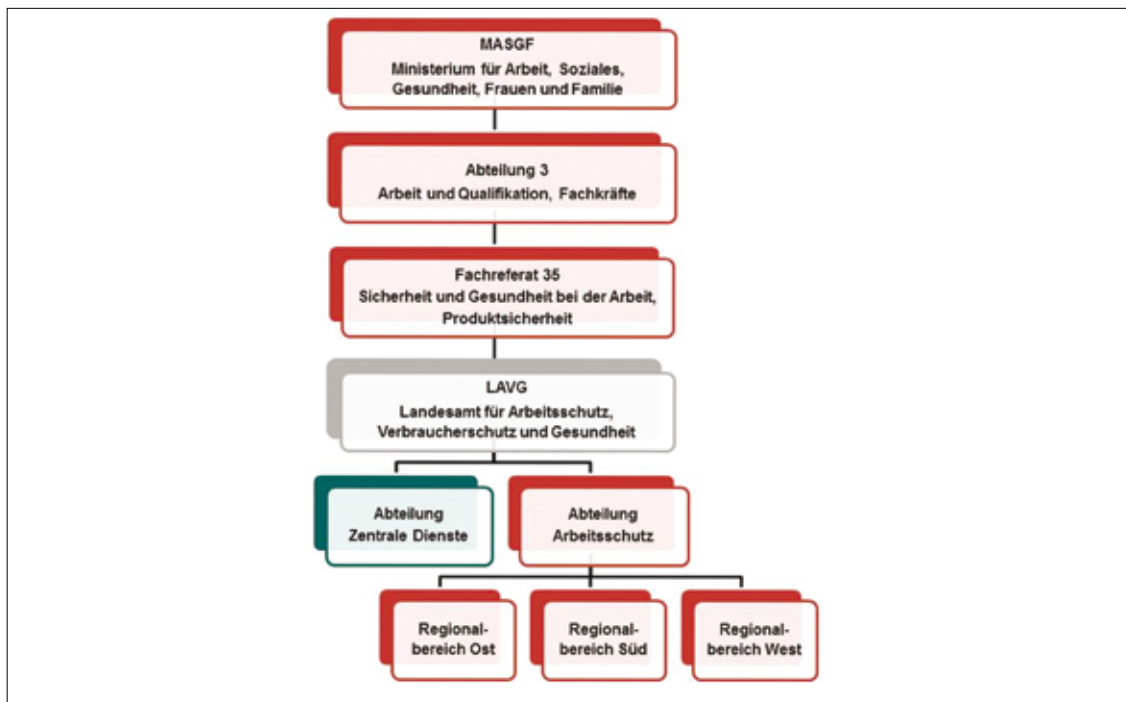 MASGF
Ministerium für Arbeit, Soziales,
Gesundheit, Frauen und Familie
Abteilung 3
Arbeit und Qualifikation, Fachkräfte
Fachreferat 35
Sicherheit und Gesundheit bei der Arbeit,
Produktsicherheit
LAVG
Landesamt für Arbeitsschutz,
Verbraucherschutz und Gesundheit
Abteilung
Zentrale Dienste
Abteilung
Arbeitsschutz
Regional-
bereich Ost
Regional-
bereich Süd
Regional-
bereich West